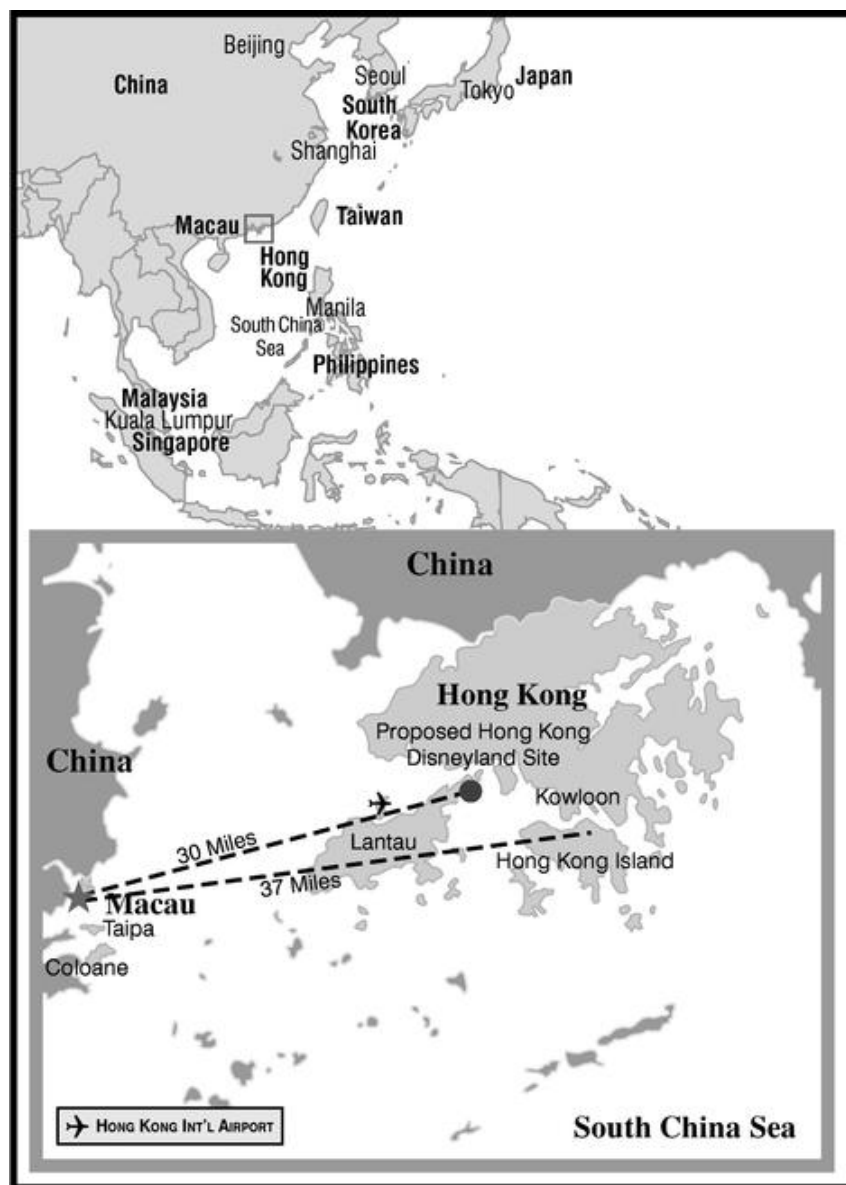 Beijing
China
Seoul
Tokyo
Japan
South
Korea
Shanghai
Macau
Taiwan
Hong
Kong
Manila
South China
Sea
Philippines
Malaysia
Kuala Lumpur
Singapore
China
Hong Kong
Proposed Hong Kong
Disneyland Site
China
Kowloon
30 Miles
Lantau
Hong Kong Island
37 Miles
Macau
Taipa
Coloane
HONG KONG INT'L AIRPORT
South China Sea